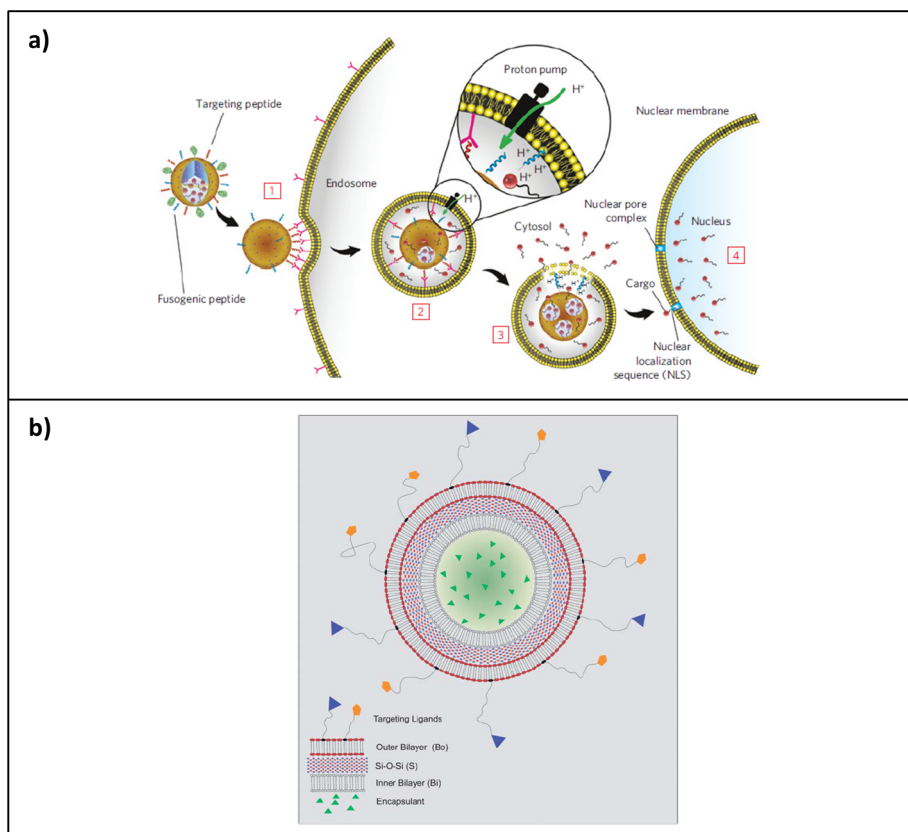 a)
Targeting peptide
Fusogenic peptide
1
Endosome
Proton pump
H+
H+
H+
H+
H+
2
Cytosol
H+
H+
3
Nuclear membrane
Nuclear pore
complex
Nucleus
4
Cargo
Nuclear
localization
sequence (NLS)
b)
Targeting Ligands
Outer Bilayer (Bo)
Si-O-Si (S)
Inner Bilayer (Bi)
Encapsulant